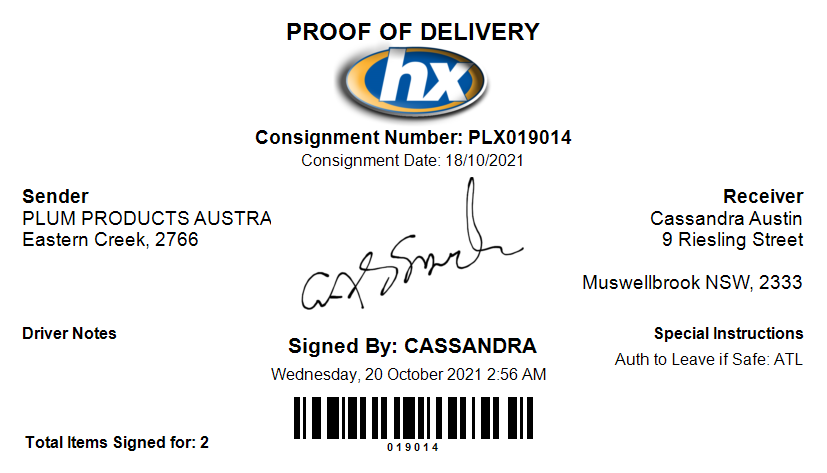 PROOF OF DELIVERY
hx
Consignment Number: PLX019014
Consignment Date: 18/10/2021
Sender
PLUM PRODUCTS AUSTRA
Eastern Creek, 2766
Receiver
Cassandra Austin
9 Riesling Street
Muswellbrook NSW, 2333
Driver Notes
Signed By: CASSANDRA
Wednesday, 20 October 2021 2:56 AM
Special Instructions
Auth to Leave if Safe: ATL
Total Items Signed for: 2
019014